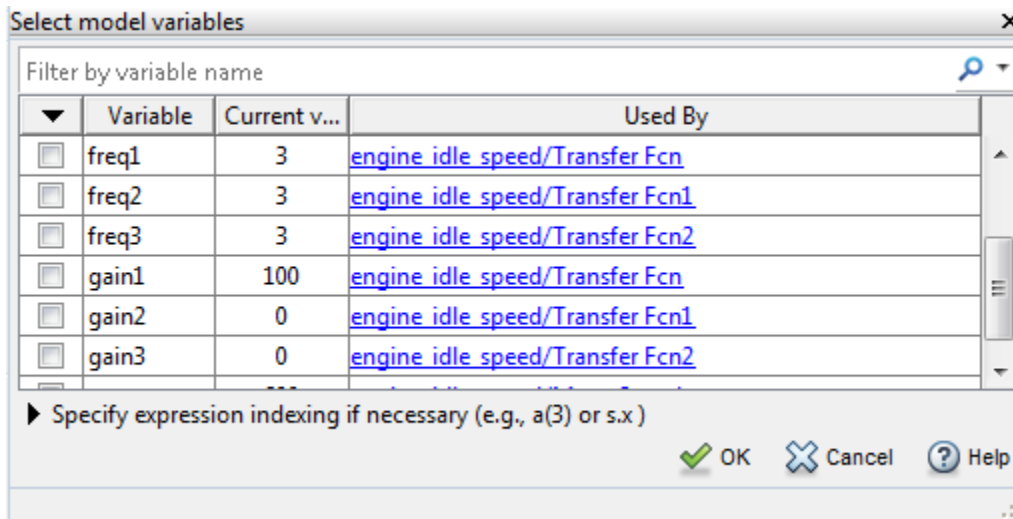 Select model variables
Filter by variable name
Variable Current v... Used By
freq1 3 engine_idle_speed/Transfer Fcn
freq2 3 engine_idle_speed/Transfer Fcn1
freq3 3 engine_idle_speed/Transfer Fcn2
gain1 100 engine_idle_speed/Transfer Fcn
gain2 0 engine_idle_speed/Transfer Fcn1
gain3 0 engine_idle_speed/Transfer Fcn2
Specify expression indexing if necessary (e.g., a(3) or s.x )
OK Cancel Help